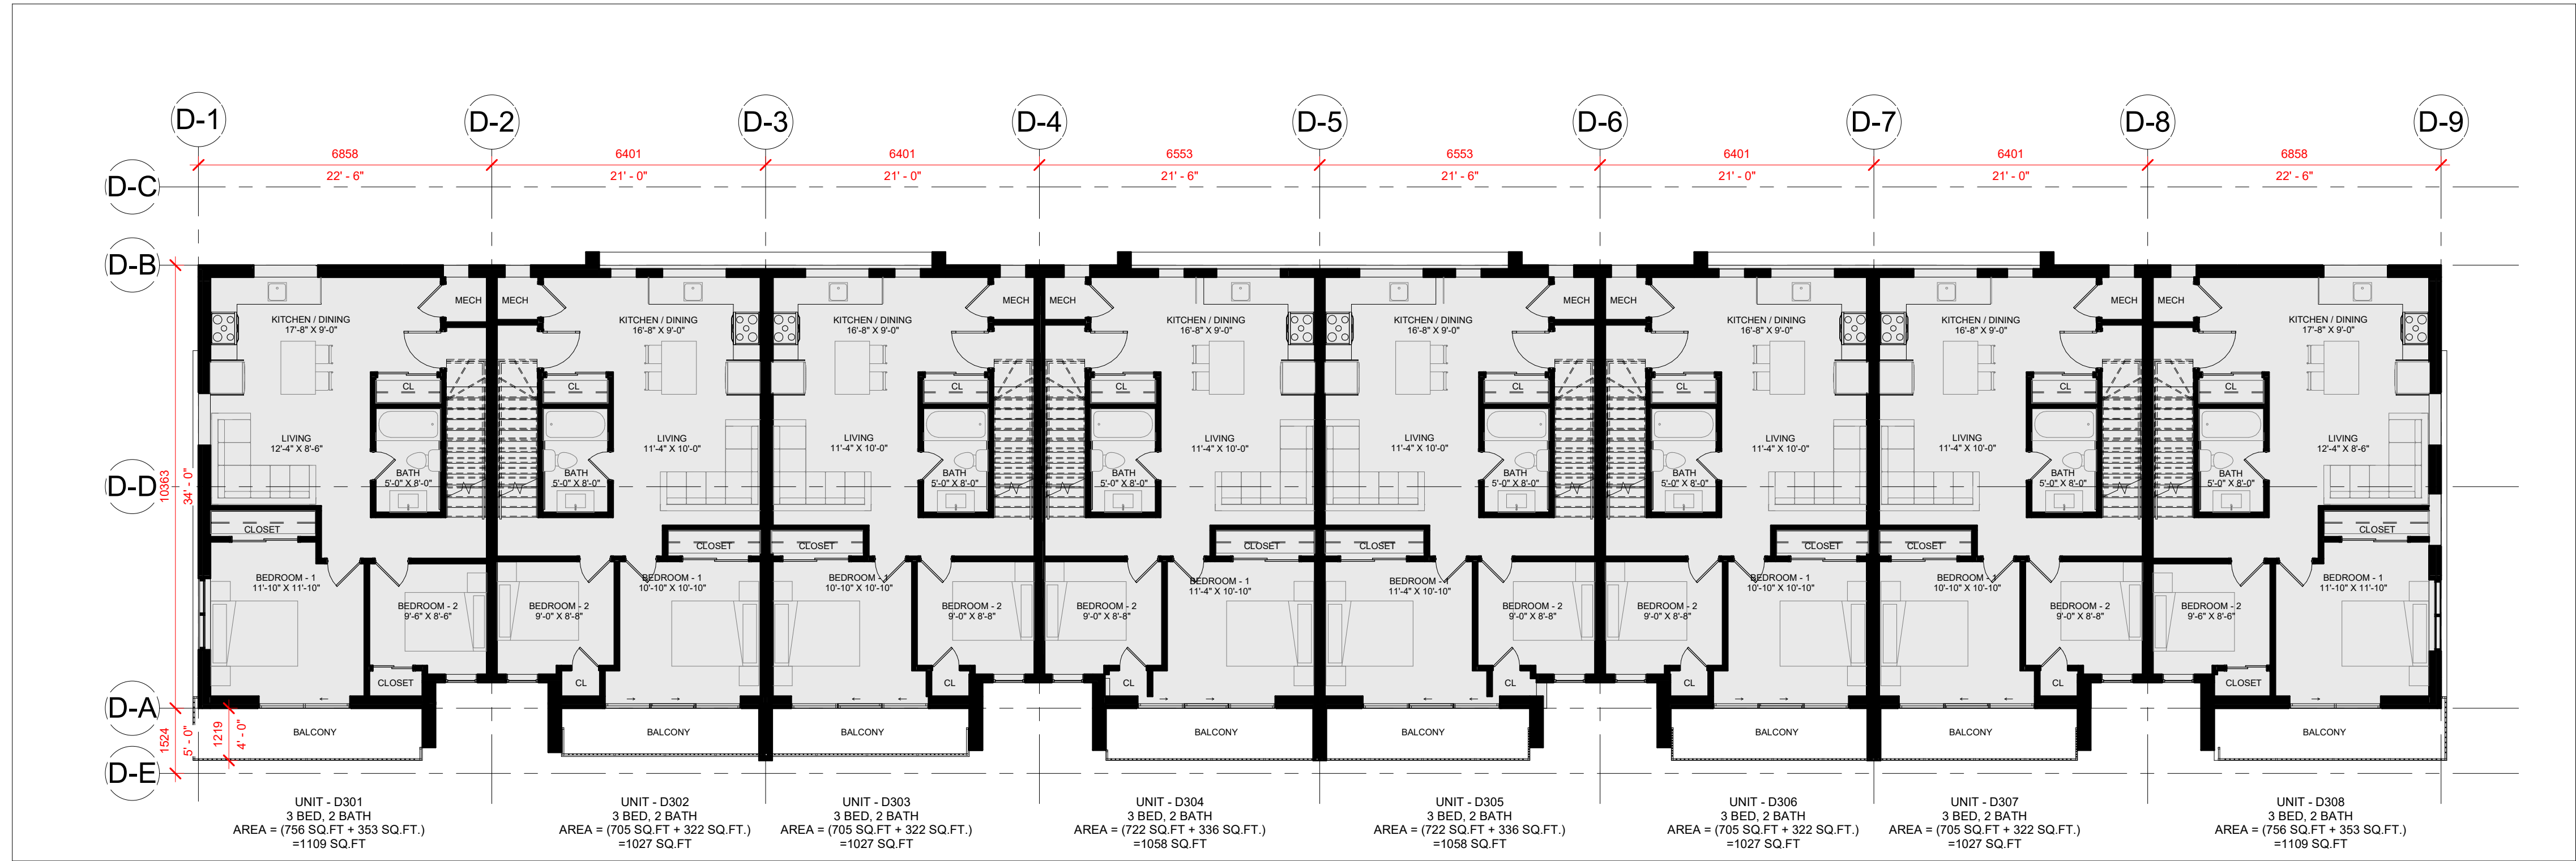 D-1 D-2 D-3 D-4 D-5 D-6 D-7 D-8 D-9
6858 6401 6401 6553 6553 6401 6401 6858
22' - 6" 21' - 0" 21' - 0" 21' - 6" 21' - 6" 21' - 0" 21' - 0" 22' - 6"
D-C
D-B
MECH MECH MECH MECH MECH MECH MECH MECH
KITCHEN / DINING KITCHEN / DINING KITCHEN / DINING KITCHEN / DINING KITCHEN / DINING KITCHEN / DINING KITCHEN / DINING KITCHEN / DINING
17'-8" X 9'-0" 16'-8" X 9'-0" 16'-8" X 9'-0" 16'-8" X 9'-0" 16'-8" X 9'-0" 16'-8" X 9'-0" 16'-8" X 9'-0" 17'-8" X 9'-0"
CL CL CL CL CL CL CL CL
LIVING LIVING LIVING LIVING LIVING LIVING LIVING LIVING
12'-4" X 8'-6" 11'-4" X 10'-0" 11'-4" X 10'-0" 11'-4" X 10'-0" 11'-4" X 10'-0" 11'-4" X 10'-0" 11'-4" X 10'-0" 12'-4" X 8'-6"
BATH BATH BATH BATH BATH BATH BATH BATH
5'-0" X 8'-0" 5'-0" X 8'-0" 5'-0" X 8'-0" 5'-0" X 8'-0" 5'-0" X 8'-0" 5'-0" X 8'-0" 5'-0" X 8'-0" 5'-0" X 8'-0"
D-D
10363
34' - 0"
CLOSET CLOSET CLOSET CLOSET CLOSET CLOSET CLOSET CLOSET
BEDROOM - 1 BEDROOM - 1 BEDROOM - 1 BEDROOM - 1 BEDROOM - 1 BEDROOM - 1 BEDROOM - 1 BEDROOM - 1
11'-10" X 11'-10" 10'-10" X 10'-10" 10'-10" X 10'-10" 11'-4" X 10'-10" 11'-4" X 10'-10" 10'-10" X 10'-10" 10'-10" X 10'-10" 11'-10" X 11'-10"
BEDROOM - 2 BEDROOM - 2 BEDROOM - 2 BEDROOM - 2 BEDROOM - 2 BEDROOM - 2 BEDROOM - 2 BEDROOM - 2
9'-6" X 8'-6" 9'-0" X 8'-8" 9'-0" X 8'-8" 9'-0" X 8'-8" 9'-0" X 8'-8" 9'-0" X 8'-8" 9'-0" X 8'-8" 9'-6" X 8'-6"
CLOSET CL CL CL CL CL CL CLOSET
D-A
1524
5' - 0"
1219
4' - 0"
BALCONY BALCONY BALCONY BALCONY BALCONY BALCONY BALCONY BALCONY
D-E
UNIT - D301
3 BED, 2 BATH
AREA = (756 SQ.FT + 353 SQ.FT.)
=1109 SQ.FT
UNIT - D302
3 BED, 2 BATH
AREA = (705 SQ.FT + 322 SQ.FT.)
=1027 SQ.FT
UNIT - D303
3 BED, 2 BATH
AREA = (705 SQ.FT + 322 SQ.FT.)
=1027 SQ.FT
UNIT - D304
3 BED, 2 BATH
AREA = (722 SQ.FT + 336 SQ.FT.)
=1058 SQ.FT
UNIT - D305
3 BED, 2 BATH
AREA = (722 SQ.FT + 336 SQ.FT.)
=1058 SQ.FT
UNIT - D306
3 BED, 2 BATH
AREA = (705 SQ.FT + 322 SQ.FT.)
=1027 SQ.FT
UNIT - D307
3 BED, 2 BATH
AREA = (705 SQ.FT + 322 SQ.FT.)
=1027 SQ.FT
UNIT - D308
3 BED, 2 BATH
AREA = (756 SQ.FT + 353 SQ.FT.)
=1109 SQ.FT